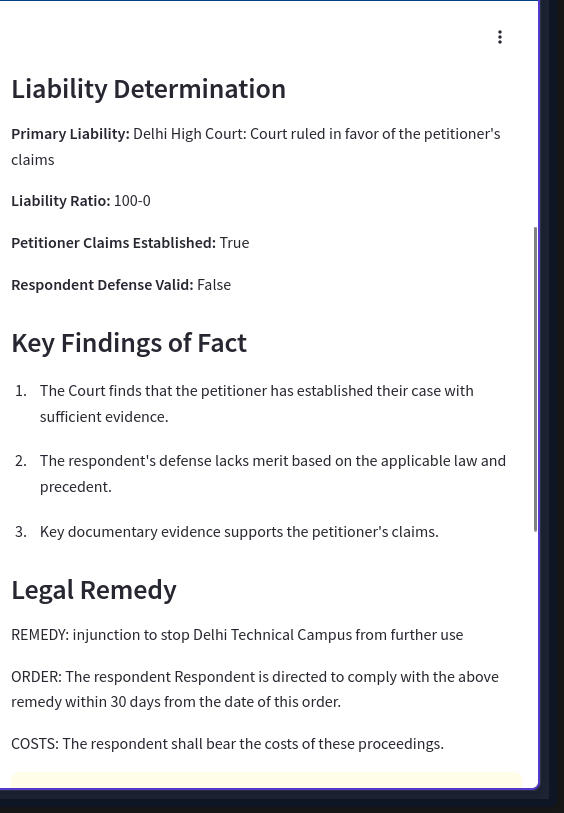 Liability Determination
Primary Liability: Delhi High Court: Court ruled in favor of the petitioner's
claims
Liability Ratio: 100-0
Petitioner Claims Established: True
Respondent Defense Valid: False
Key Findings of Fact
1. The Court finds that the petitioner has established their case with
sufficient evidence.
2. The respondent's defense lacks merit based on the applicable law and
precedent.
3. Key documentary evidence supports the petitioner's claims.
Legal Remedy
REMEDY: injunction to stop Delhi Technical Campus from further use
ORDER: The respondent Respondent is directed to comply with the above
remedy within 30 days from the date of this order.
COSTS: The respondent shall bear the costs of these proceedings.